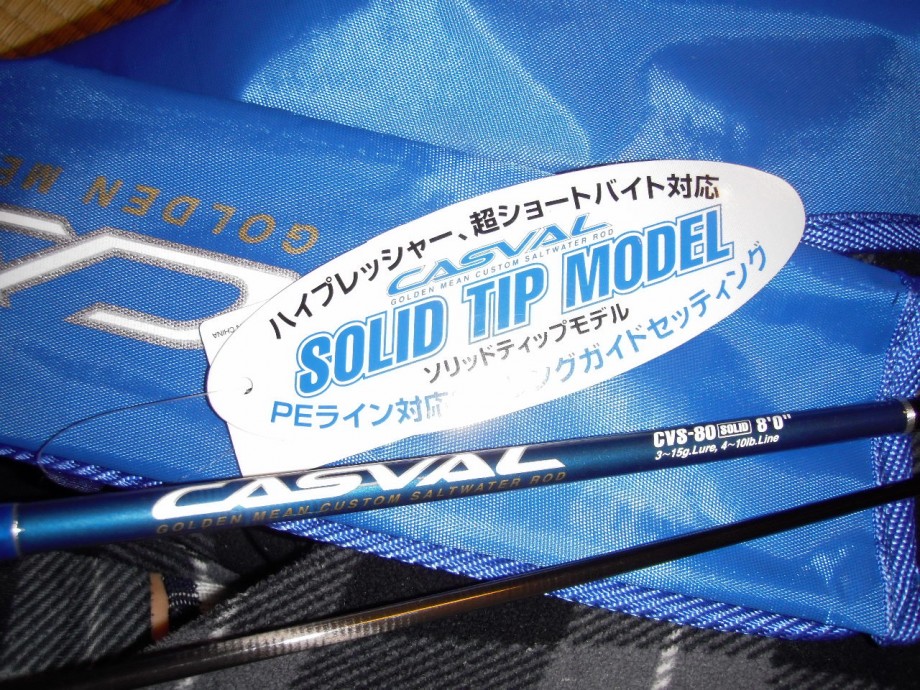 GOLDEN ME
ハイプレッシャー、超ショートバイト対応
CASVAL
GOLDEN MEAN CUSTOM SALTWATER ROD
SOLID TIP MODEL
ソリッドティップモデル
PEライン対応 ングガイドセッティング
CHINA
CASVAL
GOLDEN MEAN CUSTOM SALTWATER ROD
CVS-80 SOLID 8'0"
3~15g.Lure, 4~10lb.Line